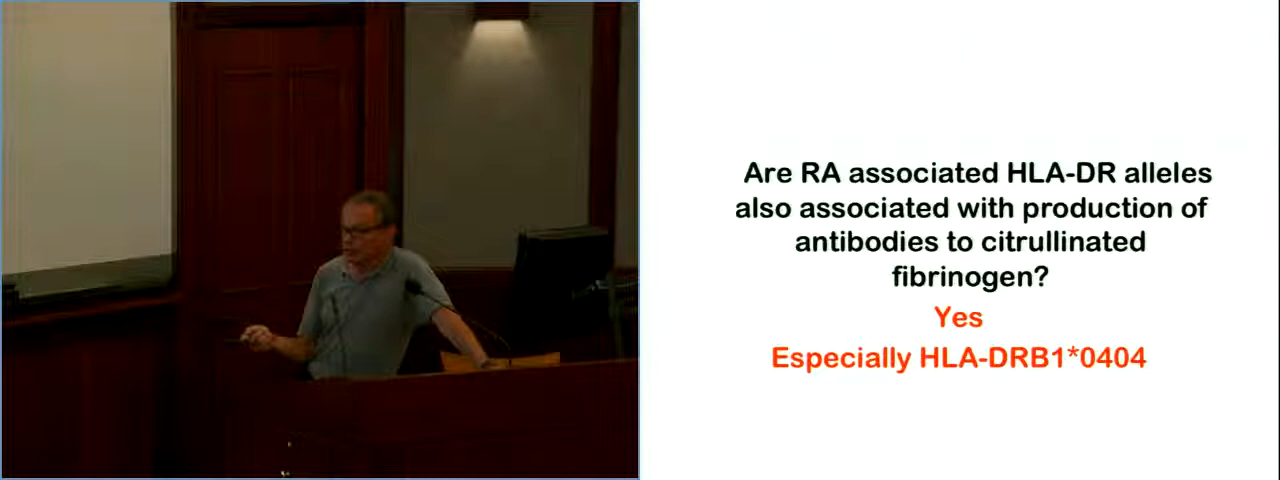 Are RA associated HLA-DR alleles
also associated with production of
antibodies to citrullinated
fibrinogen?
Yes
Especially HLA-DRB1*0404